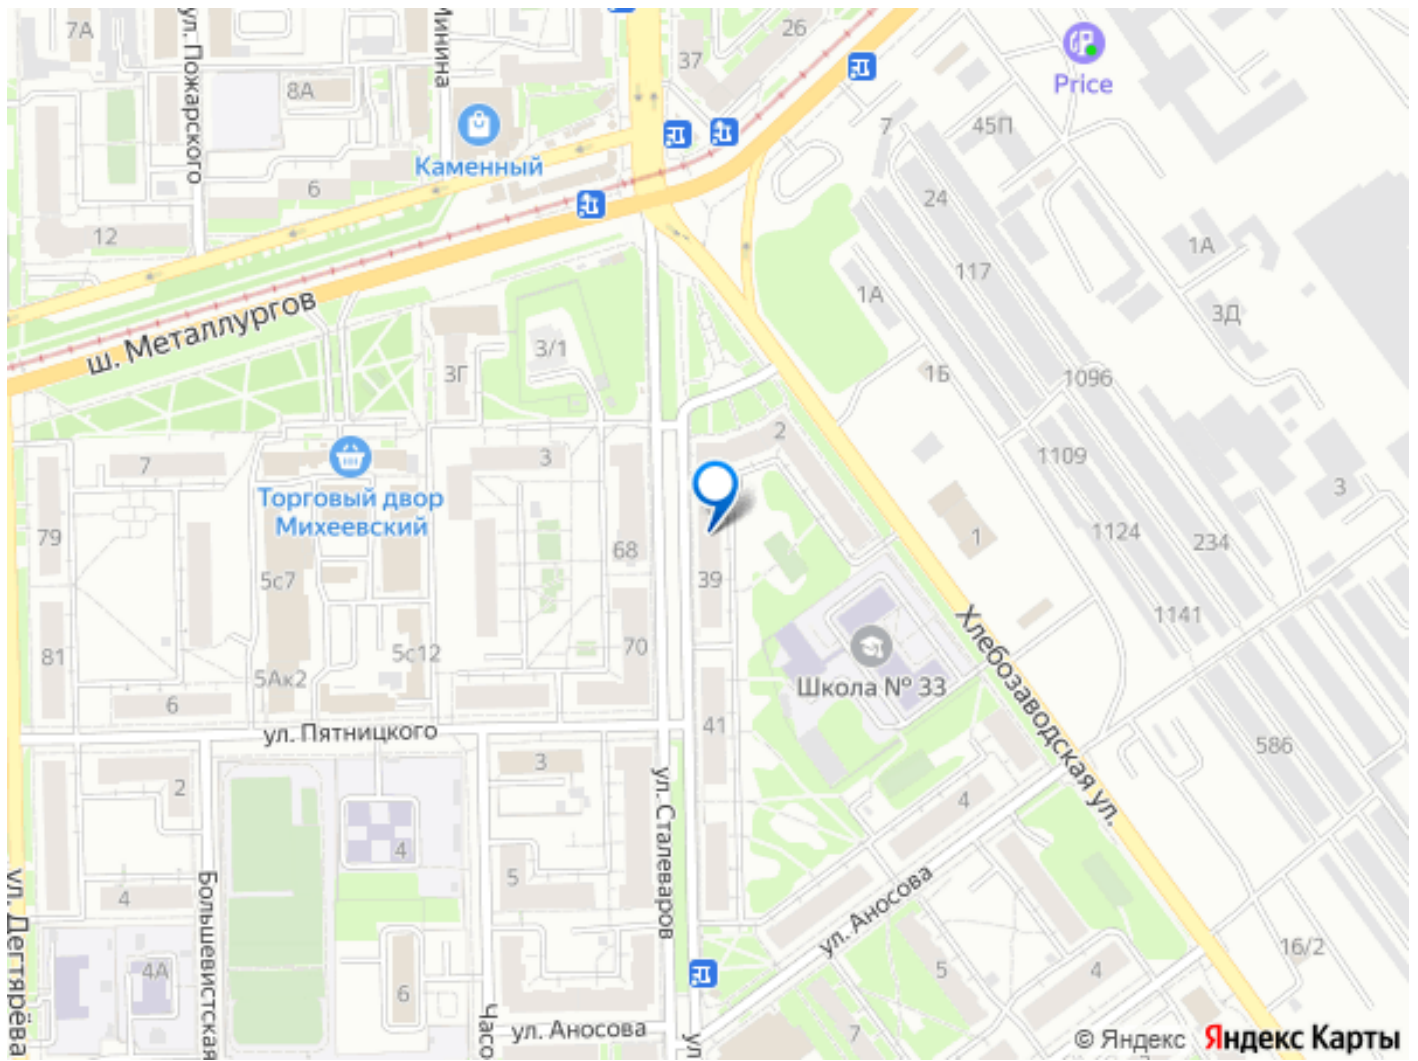 7А
ул. Пожарского
Минина
37
26
Price
8А
7
45П
Каменный
6
24
12
117
1А
1А
3Д
ш. Металлургов
3/1
3Г
1Б
1096
2
7
3
1109
3
Торговый двор
Михеевский
79
68
1
1124
234
5с7
39
1141
Хлебозаводская ул.
81
5с12
70
5Ак2
Школа № 33
6
41
ул. Пятницкого
586
3
2
ул. Сталеваров
4
4
5
4
ул. Дегтярёва
Большевистская
ул. Аносова
16/2
4А
5
4
6
Часо
ул. Аносова
ул
7
© Яндекс Яндекс Карты